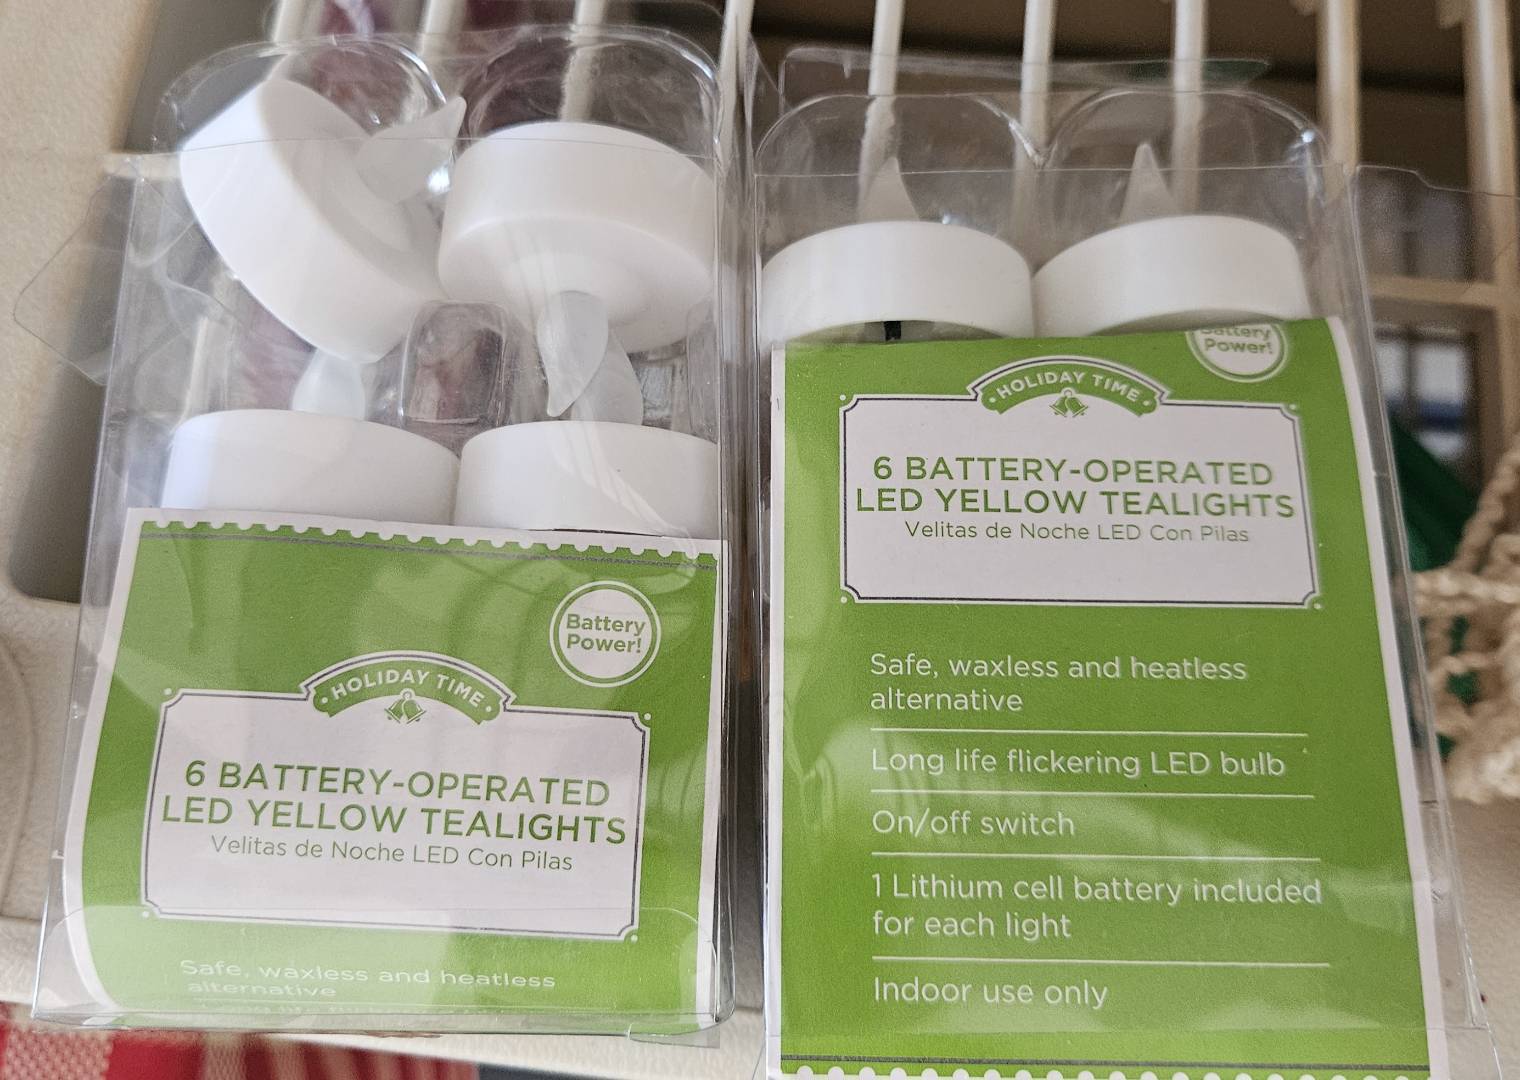 Battery
Power!
HOLIDAY TIME
6 BATTERY-OPERATED
LED YELLOW TEALIGHTS
Velitas de Noche LED Con Pilas
Safe, waxless and heatless
alternative
Battery
Power!
HOLIDAY TIME
6 BATTERY-OPERATED
LED YELLOW TEALIGHTS
Velitas de Noche LED Con Pilas
Safe, waxless and heatless
alternative
Long life flickering LED bulb
On/off switch
1 Lithium cell battery included
for each light
Indoor use only